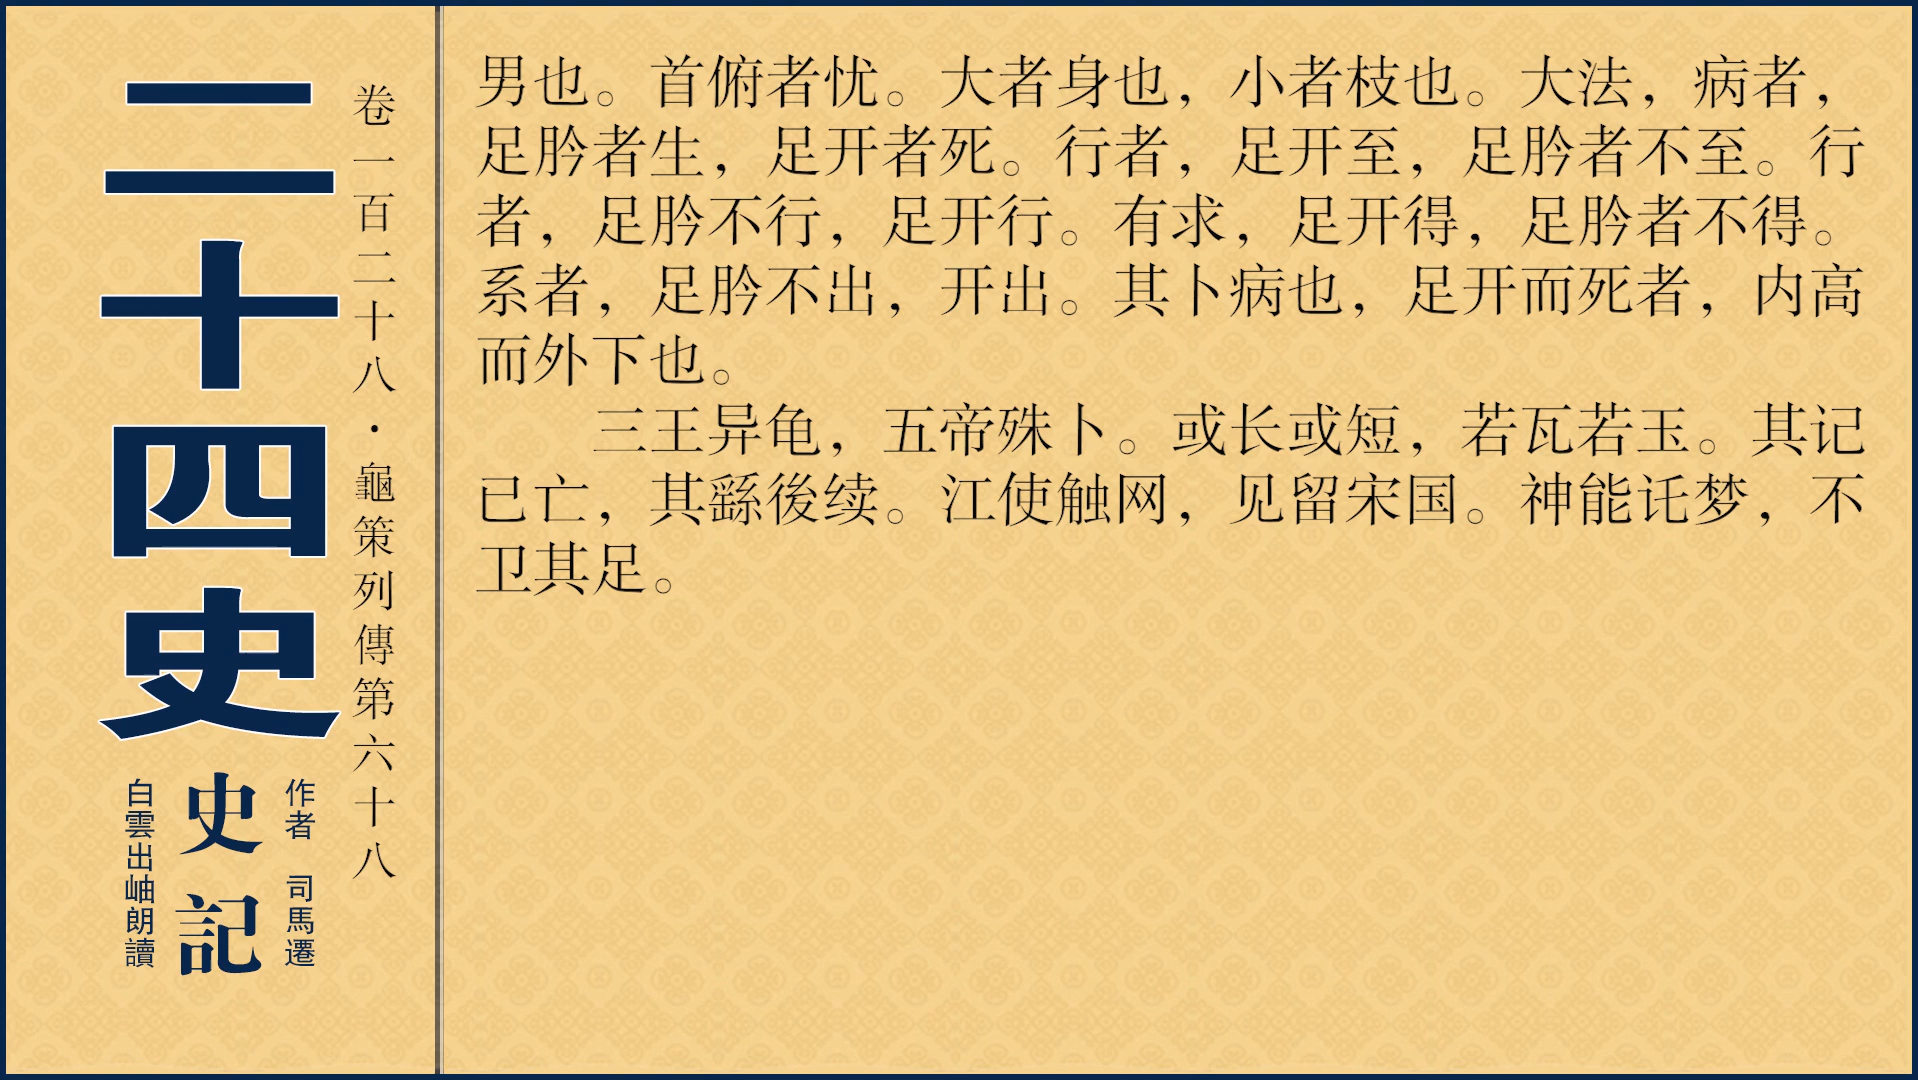 二十四史
卷一百二十八·龜策列傳第六十八
作者 司馬遷
史記
白雲出岫朗讀
男也。首俯者忧。大者身也，小者枝也。大法，病者，
足肣者生，足开者死。行者，足开至，足肣者不至。行
者，足肣不行，足开行。有求，足开得，足肣者不得。
系者，足肣不出，开出。其卜病也，足开而死者，内高
而外下也。
三王异龟，五帝殊卜。或长或短，若瓦若玉。其记
已亡，其繇後续。江使触网，见留宋国。神能讬梦，不
卫其足。